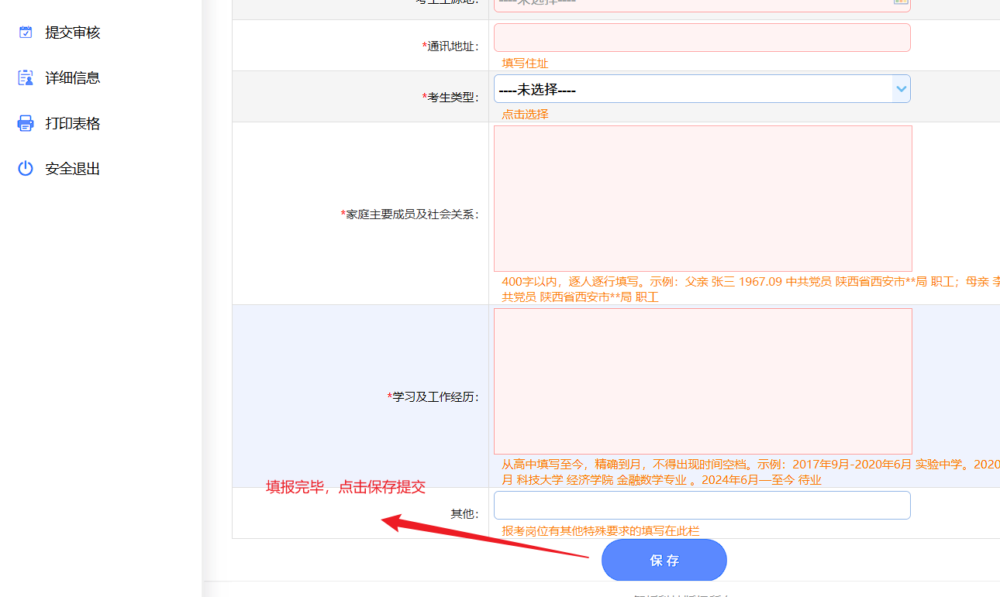 提交审核
详细信息
打印表格
安全退出
考生生源地：
----未选择----
*通讯地址：
填写住址
*考生类型：
----未选择----
点击选择
*家庭主要成员及社会关系：
400字以内，逐人逐行填写。示例：父亲 张三 1967.09 中共党员 陕西省西安市**局 职工；母亲 李
共党员 陕西省西安市**局 职工
*学习及工作经历：
从高中填写至今，精确到月，不得出现时间空档。示例：2017年9月-2020年6月 实验中学。2020
月 科技大学 经济学院 金融数学专业 。2024年6月—至今 待业
填报完毕，点击保存提交
其他：
报考岗位有其他特殊要求的填写在此栏
保 存